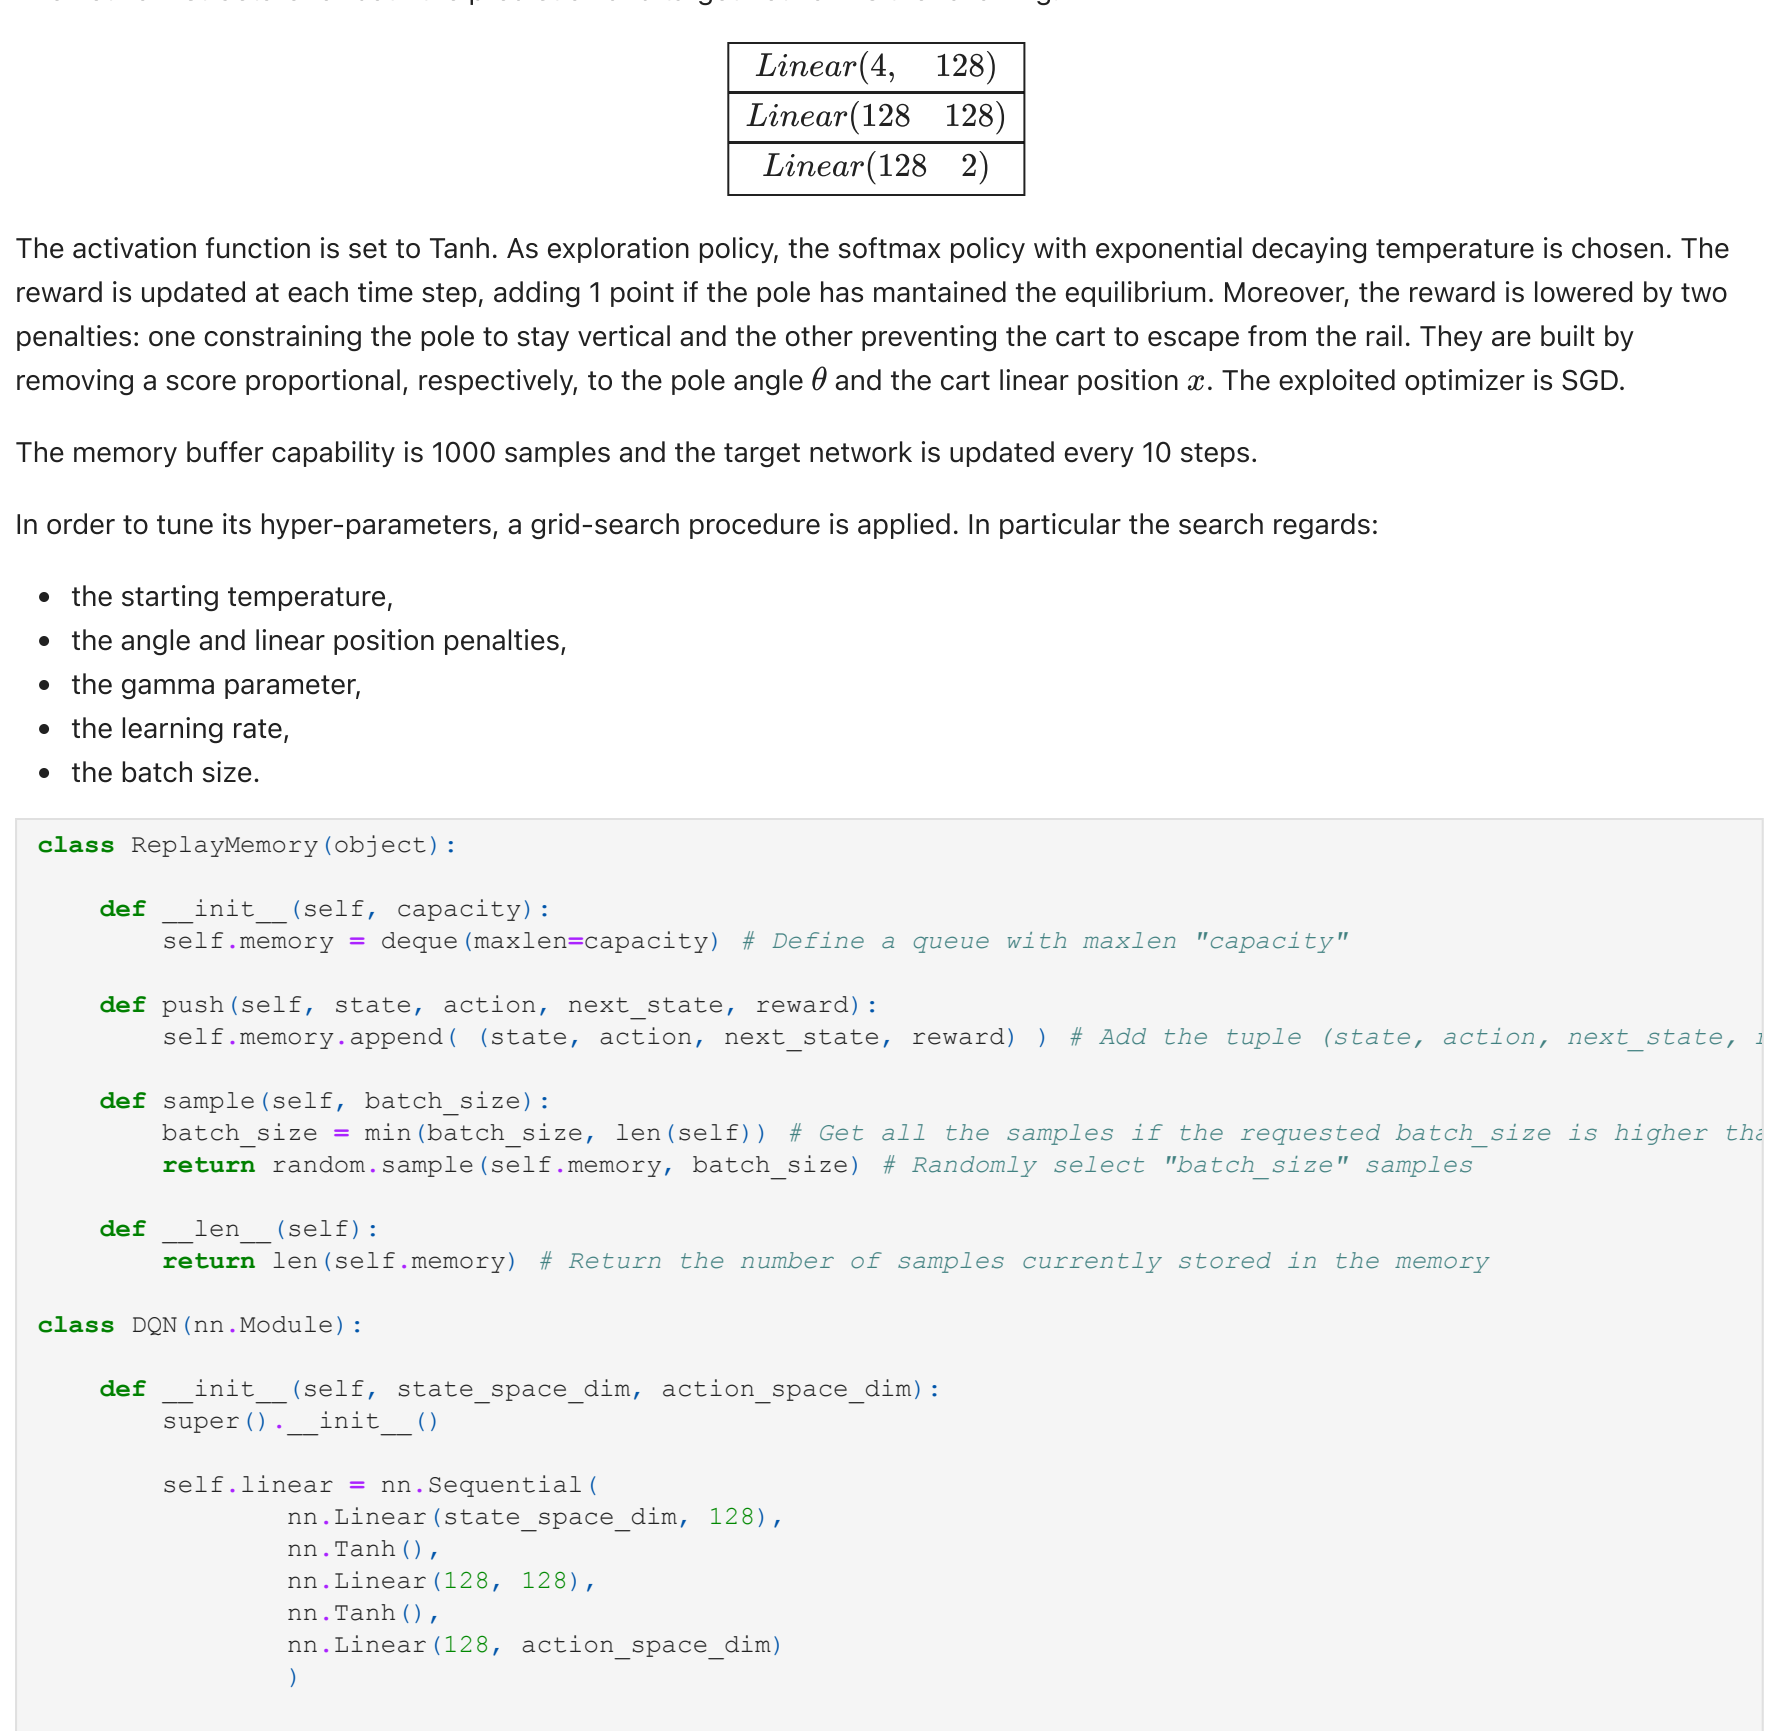 Linear(4, 128)
Linear(128 128)
Linear(128 2)
The activation function is set to Tanh. As exploration policy, the softmax policy with exponential decaying temperature is chosen. The
reward is updated at each time step, adding 1 point if the pole has mantained the equilibrium. Moreover, the reward is lowered by two
penalties: one constraining the pole to stay vertical and the other preventing the cart to escape from the rail. They are built by
removing a score proportional, respectively, to the pole angle θ and the cart linear position x. The exploited optimizer is SGD.
The memory buffer capability is 1000 samples and the target network is updated every 10 steps.
In order to tune its hyper-parameters, a grid-search procedure is applied. In particular the search regards:
• the starting temperature,
• the angle and linear position penalties,
• the gamma parameter,
• the learning rate,
• the batch size.
class ReplayMemory(object):
    def __init__(self, capacity):
        self.memory = deque(maxlen=capacity) # Define a queue with maxlen "capacity"
    def push(self, state, action, next_state, reward):
        self.memory.append( (state, action, next_state, reward) ) # Add the tuple (state, action, next_state,
    def sample(self, batch_size):
        batch_size = min(batch_size, len(self)) # Get all the samples if the requested batch_size is higher tha
        return random.sample(self.memory, batch_size) # Randomly select "batch_size" samples
    def __len__(self):
        return len(self.memory) # Return the number of samples currently stored in the memory
class DQN(nn.Module):
    def __init__(self, state_space_dim, action_space_dim):
        super().__init__()
        self.linear = nn.Sequential(
                nn.Linear(state_space_dim, 128),
                nn.Tanh(),
                nn.Linear(128, 128),
                nn.Tanh(),
                nn.Linear(128, action_space_dim)
                )